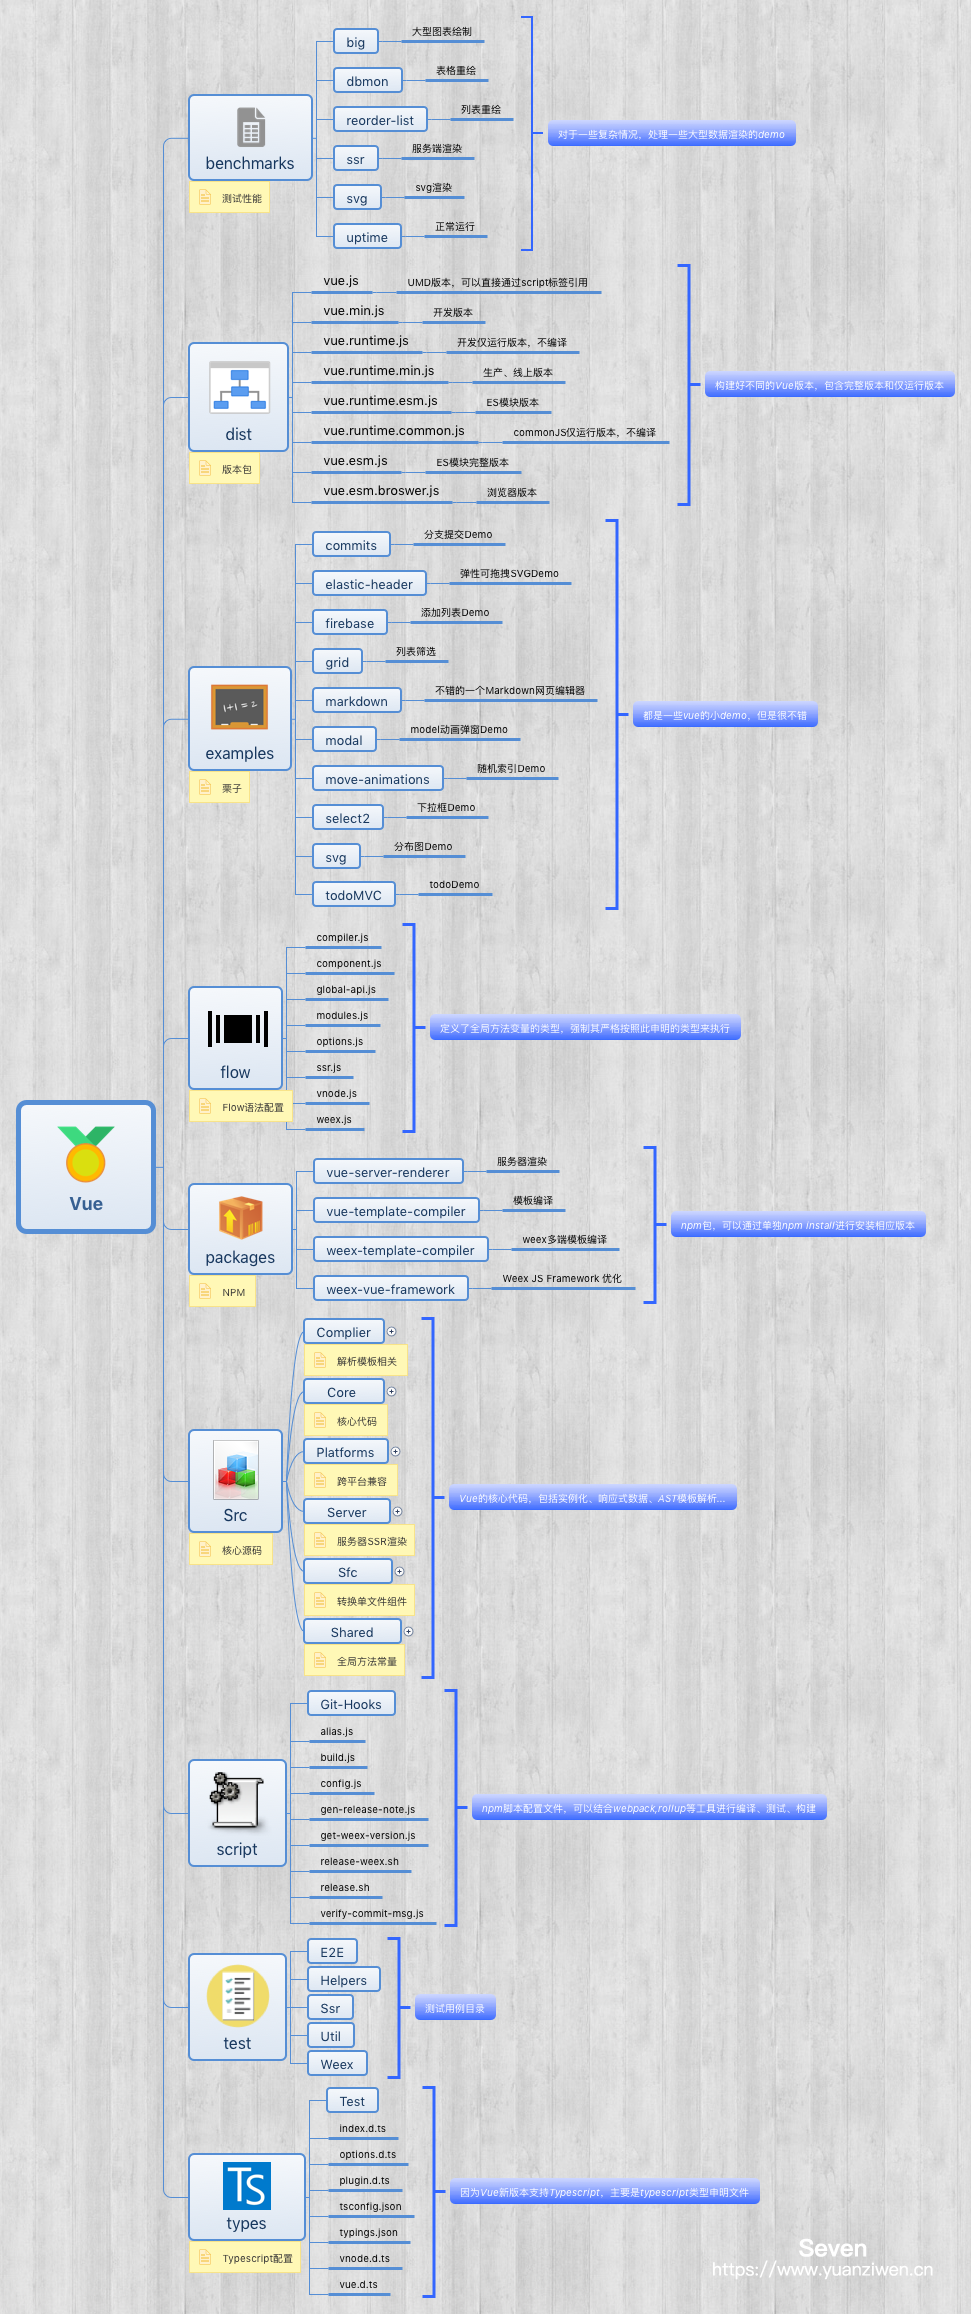 Vue
benchmarks
测试性能
big
大型图表绘制
dbmon
表格重绘
reorder-list
列表重绘
ssr
服务端渲染
svg
svg渲染
uptime
正常运行
对于一些复杂情况，处理一些大型数据渲染的demo
dist
版本包
vue.js
UMD版本，可以直接通过script标签引用
vue.min.js
开发版本
vue.runtime.js
开发仅运行版本，不编译
vue.runtime.min.js
生产、线上版本
vue.runtime.esm.js
ES模块版本
vue.runtime.common.js
commonJS仅运行版本，不编译
vue.esm.js
ES模块完整版本
vue.esm.broswer.js
浏览器版本
构建好不同的Vue版本，包含完整版本和仅运行版本
examples
1+1=2
栗子
commits
分支提交Demo
elastic-header
弹性可拖拽SVGDemo
firebase
添加列表Demo
grid
列表筛选
markdown
不错的一个Markdown网页编辑器
modal
model动画弹窗Demo
move-animations
随机索引Demo
select2
下拉框Demo
svg
分布图Demo
todoMVC
todoDemo
都是一些vue的小demo，但是很不错
flow
Flow语法配置
compiler.js
component.js
global-api.js
modules.js
options.js
ssr.js
vnode.js
weex.js
定义了全局方法变量的类型，强制其严格按照此申明的类型来执行
packages
NPM
vue-server-renderer
服务器渲染
vue-template-compiler
模板编译
weex-template-compiler
weex多端模板编译
weex-vue-framework
Weex JS Framework 优化
npm包，可以通过单独npm install进行安装相应版本
Src
核心源码
Complier
解析模板相关
Core
核心代码
Platforms
跨平台兼容
Server
服务器SSR渲染
Sfc
转换单文件组件
Shared
全局方法常量
Vue的核心代码，包括实例化、响应式数据、AST模板解析...
script
Git-Hooks
alias.js
build.js
config.js
gen-release-note.js
get-weex-version.js
release-weex.sh
release.sh
verify-commit-msg.js
npm脚本配置文件，可以结合webpack,rollup等工具进行编译、测试、构建
test
E2E
Helpers
Ssr
Util
Weex
测试用例目录
TS
types
Typescript配置
Test
index.d.ts
options.d.ts
plugin.d.ts
tsconfig.json
typings.json
vnode.d.ts
vue.d.ts
因为Vue新版本支持Typescript，主要是typescript类型申明文件
Seven
https://www.yuanziwen.cn